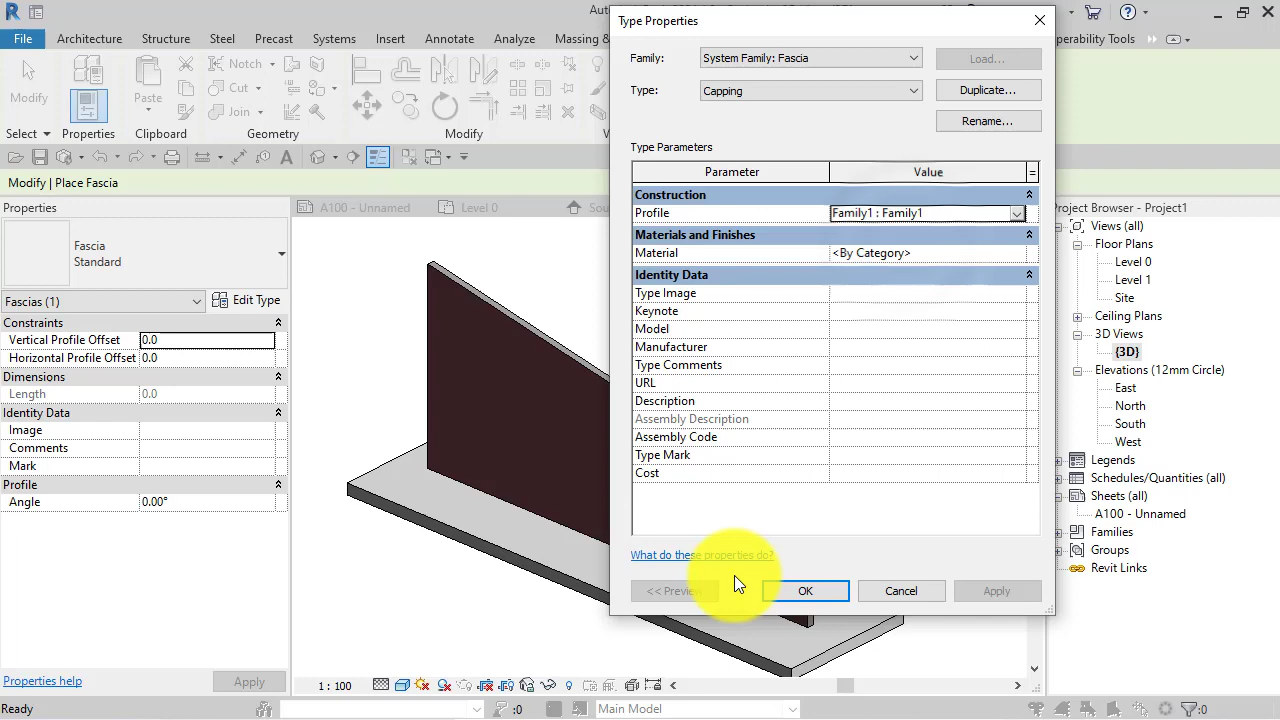 Auto
Type Properties
File
Architecture
Structure
Steel
Precast
Systems
Insert
Annotate
Analyze
Massing &
perability Tools
Modify
Paste
Notch
Cut
Join
Select
Properties
Clipboard
Geometry
Modify
Modify | Place Fascia
Family:
System Family: Fascia
Load...
Type:
Capping
Duplicate...
Rename...
Type Parameters
Parameter
Value
=
Construction
Profile
Family1 : Family1
Materials and Finishes
Material
<By Category>
Identity Data
Type Image
Keynote
Model
Manufacturer
Type Comments
URL
Description
Assembly Description
Assembly Code
Type Mark
Cost
What do these properties do?
<< Preview
OK
Cancel
Apply
Properties
Fascia
Standard
Fascias (1)
Edit Type
Constraints
Vertical Profile Offset
0.0
Horizontal Profile Offset
0.0
Dimensions
Length
0.0
Identity Data
Image
Comments
Mark
Profile
Angle
0.00°
Properties help
Apply
A100 - Unnamed
Level 0
Sou
Project Browser - Project1
Views (all)
Floor Plans
Level 0
Level 1
Site
Ceiling Plans
3D Views
{3D}
Elevations (12mm Circle)
East
North
South
West
Legends
Schedules/Quantities (all)
Sheets (all)
A100 - Unnamed
Families
Groups
Revit Links
1 : 100
Ready
:0
Main Model
:0